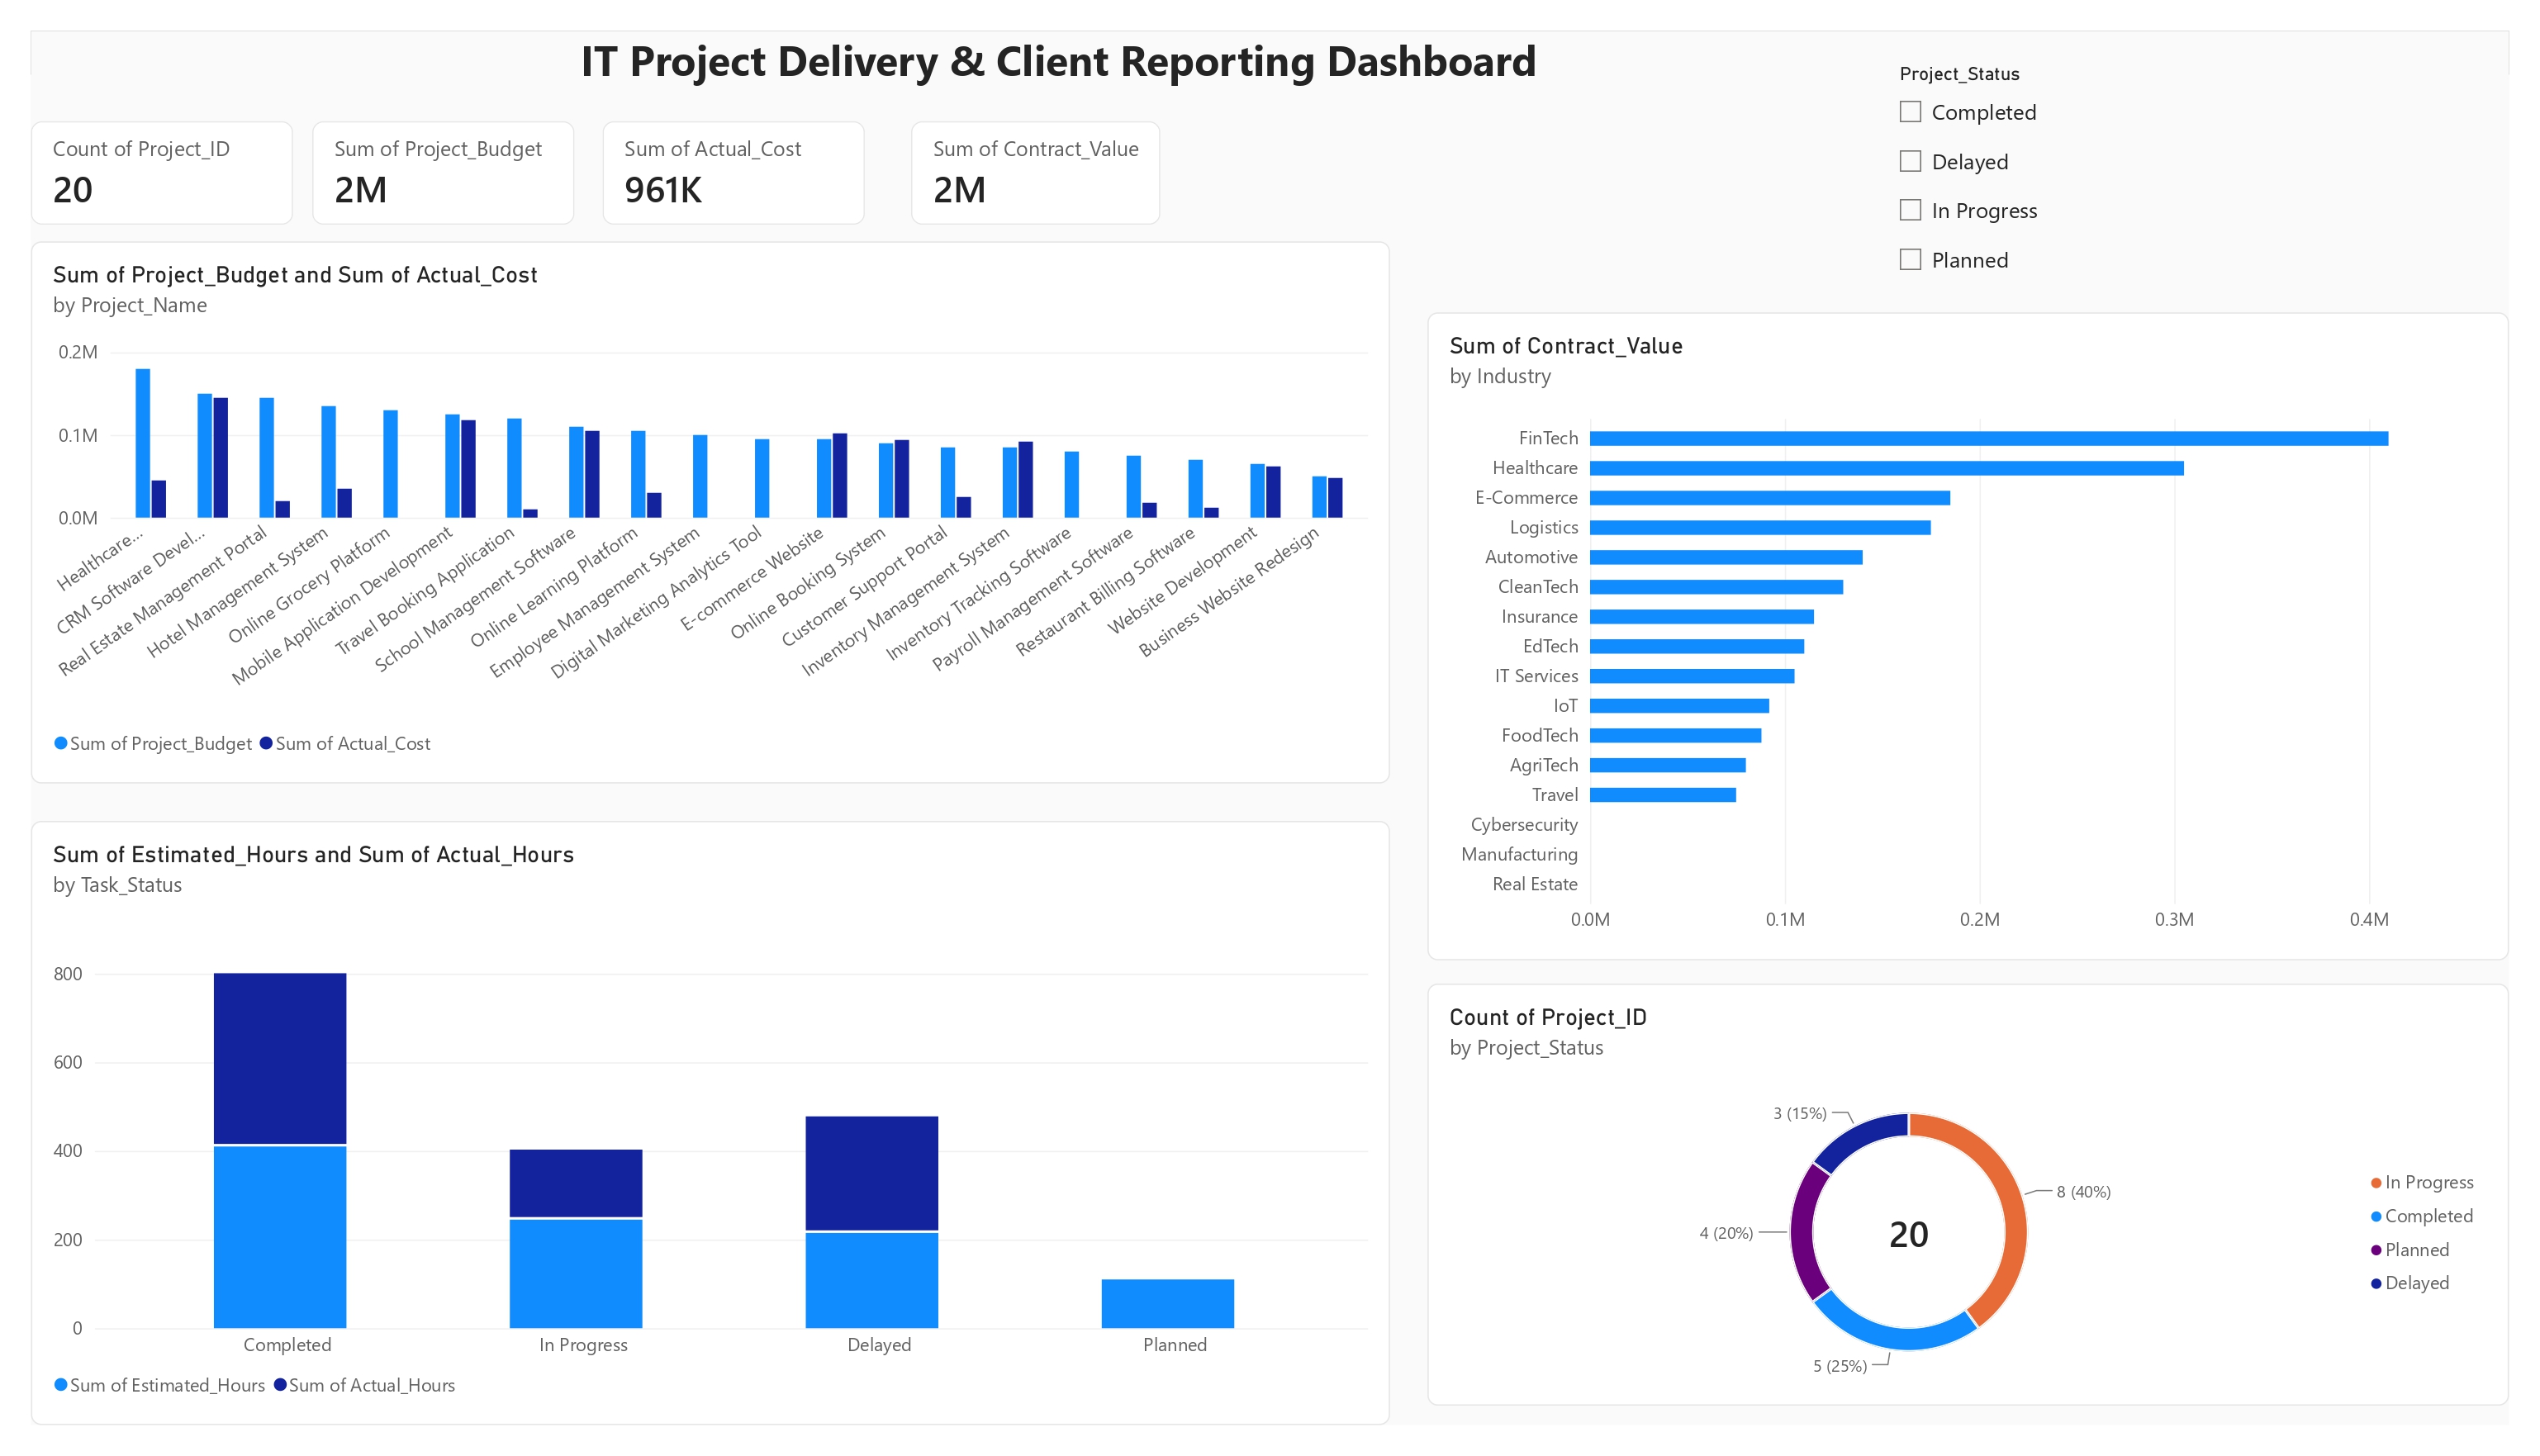 IT Project Delivery & Client Reporting Dashboard
Project_Status
Completed
Delayed
In Progress
Planned
Count of Project_ID
20
Sum of Project_Budget
2M
Sum of Actual_Cost
961K
Sum of Contract_Value
2M
Sum of Project_Budget and Sum of Actual_Cost
by Project_Name
0.2M
0.1M
0.0M
Healthcare...
CRM Software Devel...
Real Estate Management Portal
Hotel Management System
Online Grocery Platform
Mobile Application Development
Travel Booking Application
School Management Software
Online Learning Platform
Employee Management System
Digital Marketing Analytics Tool
E-commerce Website
Online Booking System
Customer Support Portal
Inventory Management System
Inventory Tracking Software
Payroll Management Software
Restaurant Billing Software
Website Development
Business Website Redesign
Sum of Project_Budget Sum of Actual_Cost
Sum of Contract_Value
by Industry
FinTech
Healthcare
E-Commerce
Logistics
Automotive
CleanTech
Insurance
EdTech
IT Services
IoT
FoodTech
AgriTech
Travel
Cybersecurity
Manufacturing
Real Estate
0.0M 0.1M 0.2M 0.3M 0.4M
Sum of Estimated_Hours and Sum of Actual_Hours
by Task_Status
800
600
400
200
0
Completed In Progress Delayed Planned
Sum of Estimated_Hours Sum of Actual_Hours
Count of Project_ID
by Project_Status
3 (15%)
8 (40%)
4 (20%)
20
5 (25%)
In Progress
Completed
Planned
Delayed